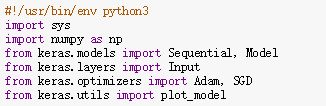 #!/usr/bin/env python3
import sys
import numpy as np
from keras.models import Sequential, Model
from keras.layers import Input
from keras.optimizers import Adam, SGD
from keras.utils import plot_model